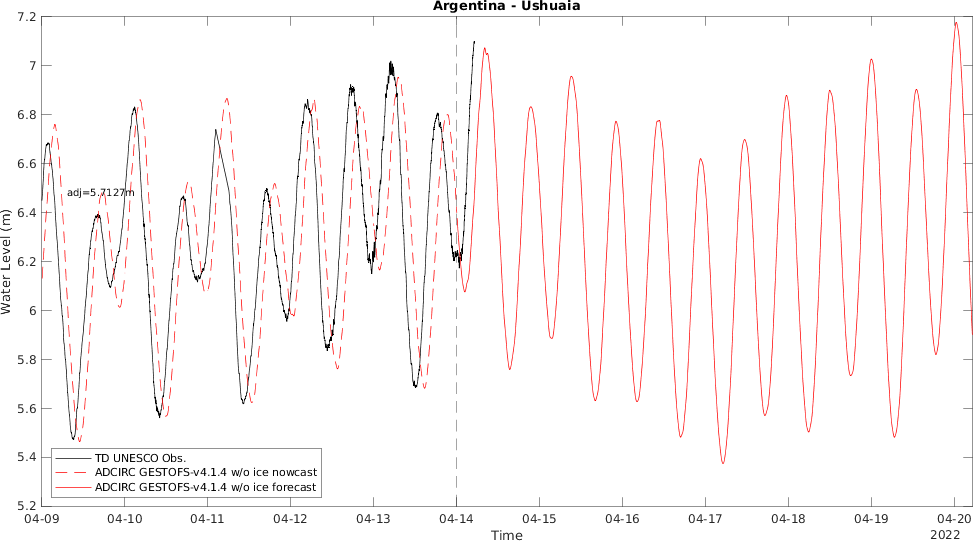 Argentina - Ushuaia
7.2
7
6.8
6.6
6.4
6.2
6
5.8
5.6
5.4
5.2
Water Level (m)
adj=5.7127m
TD UNESCO Obs.
ADCIRC GESTOFS-v4.1.4 w/o ice nowcast
ADCIRC GESTOFS-v4.1.4 w/o ice forecast
04-09 04-10 04-11 04-12 04-13 04-14 04-15 04-16 04-17 04-18 04-19 04-20
2022
Time